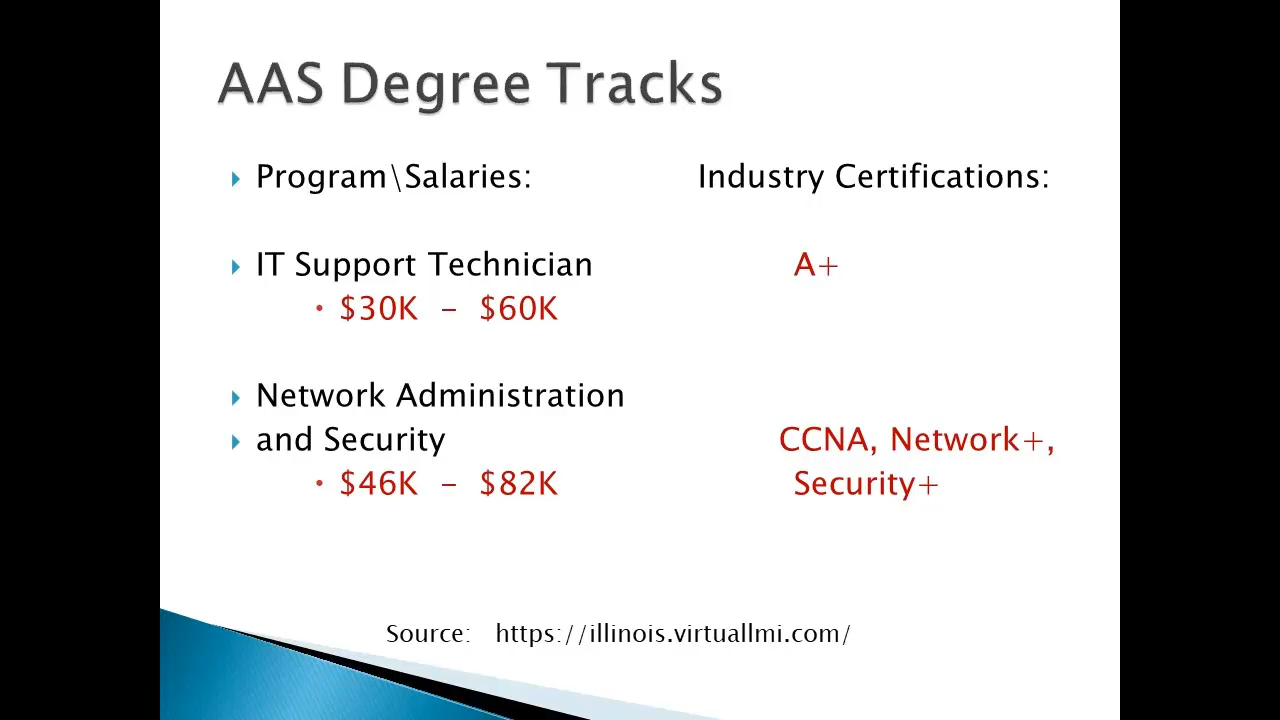 AAS Degree Tracks
Program\Salaries: Industry Certifications:
IT Support Technician A+
$30K - $60K
Network Administration
and Security CCNA, Network+,
$46K - $82K Security+
Source: https://illinois.virtuallmi.com/